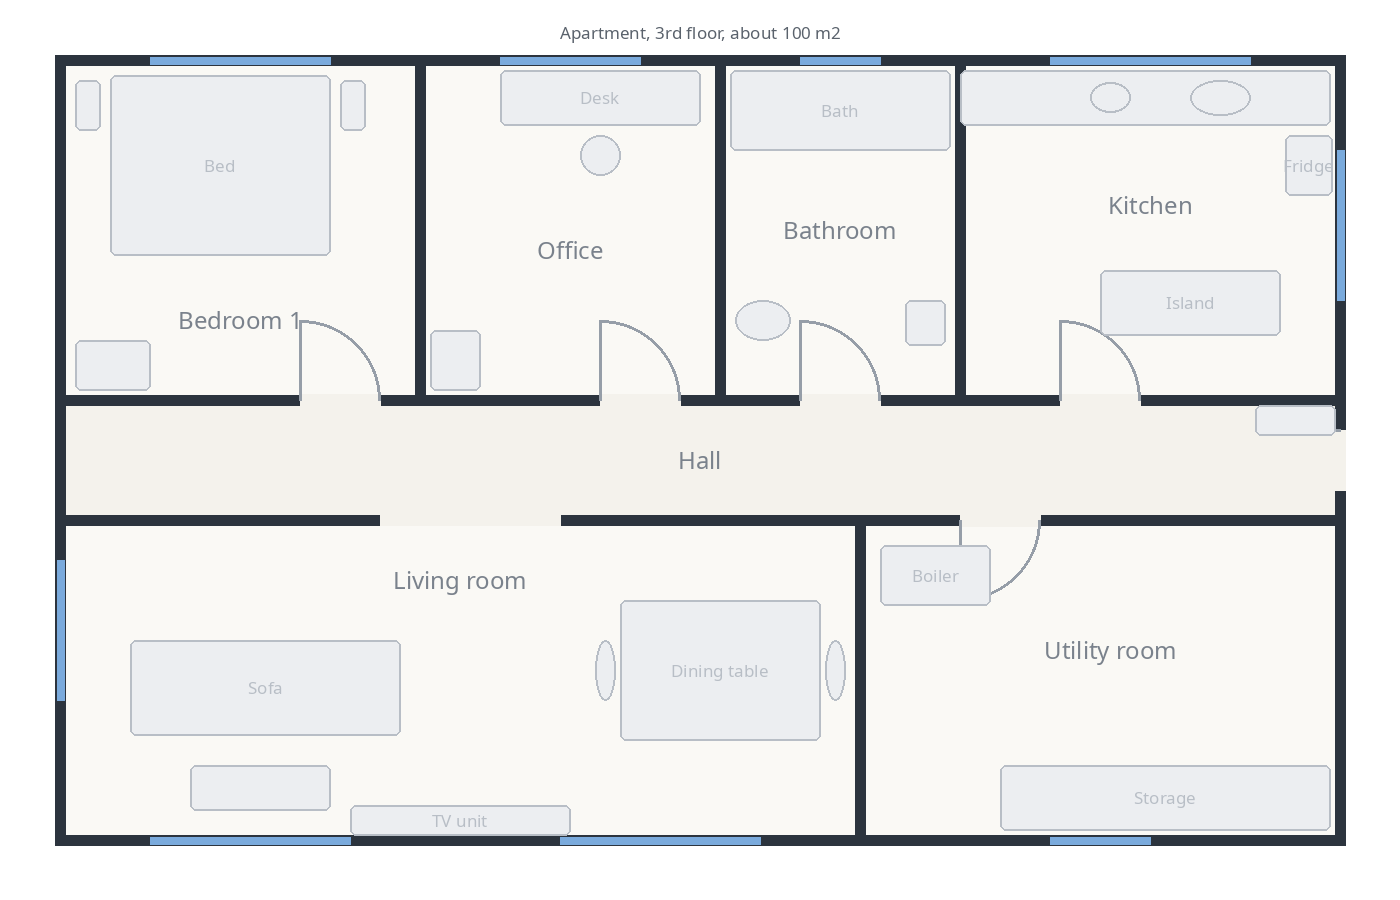 Apartment, 3rd floor, about 100 m2
Desk
Bath
Bed
Fridge
Kitchen
Bathroom
Office
Island
Bedroom 1
Hall
Living room
Boiler
Utility room
Dining table
Sofa
Storage
TV unit